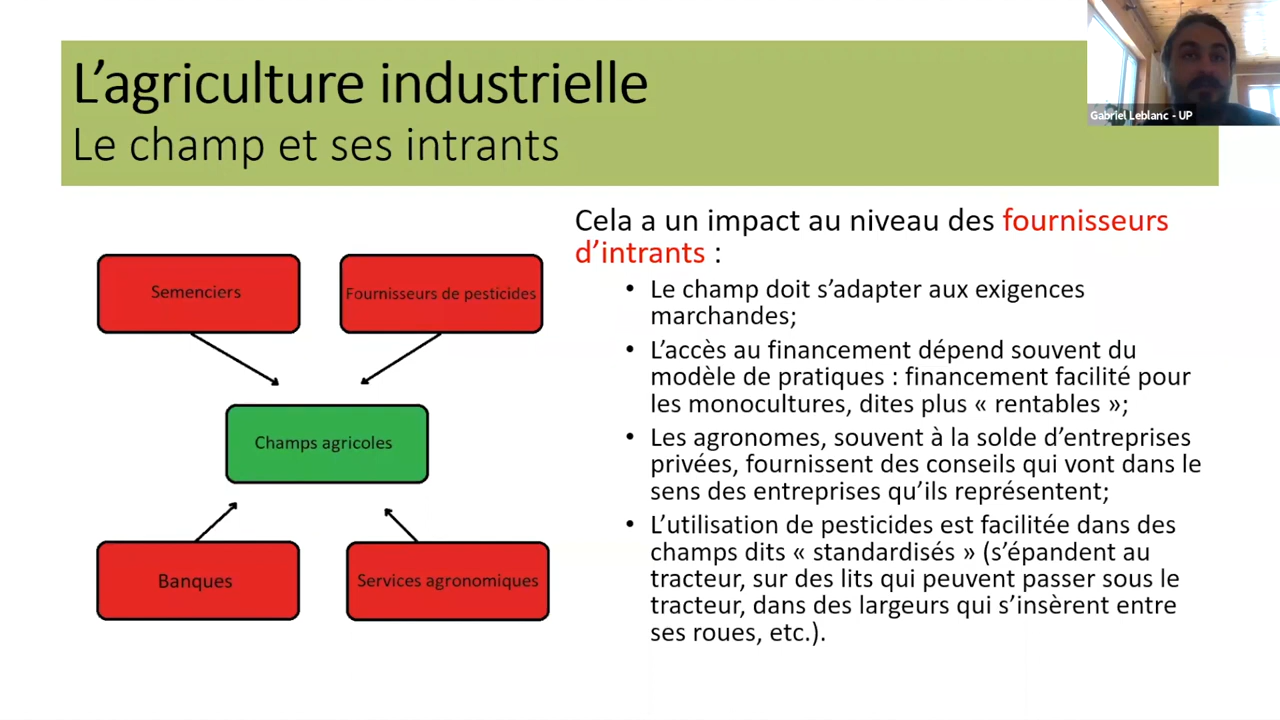 L'agriculture industrielle
Le champ et ses intrants
Gabriel Leblanc - UP
Semenciers
Fournisseurs de pesticides
Champs agricoles
Banques
Services agronomiques
Cela a un impact au niveau des fournisseurs
d'intrants :
• Le champ doit s'adapter aux exigences
marchandes;
• L'accès au financement dépend souvent du
modèle de pratiques : financement facilité pour
les monocultures, dites plus « rentables »;
• Les agronomes, souvent à la solde d'entreprises
privées, fournissent des conseils qui vont dans le
sens des entreprises qu'ils représentent;
• L'utilisation de pesticides est facilitée dans des
champs dits « standardisés » (s'épandent au
tracteur, sur des lits qui peuvent passer sous le
tracteur, dans des largeurs qui s'insèrent entre
ses roues, etc.).